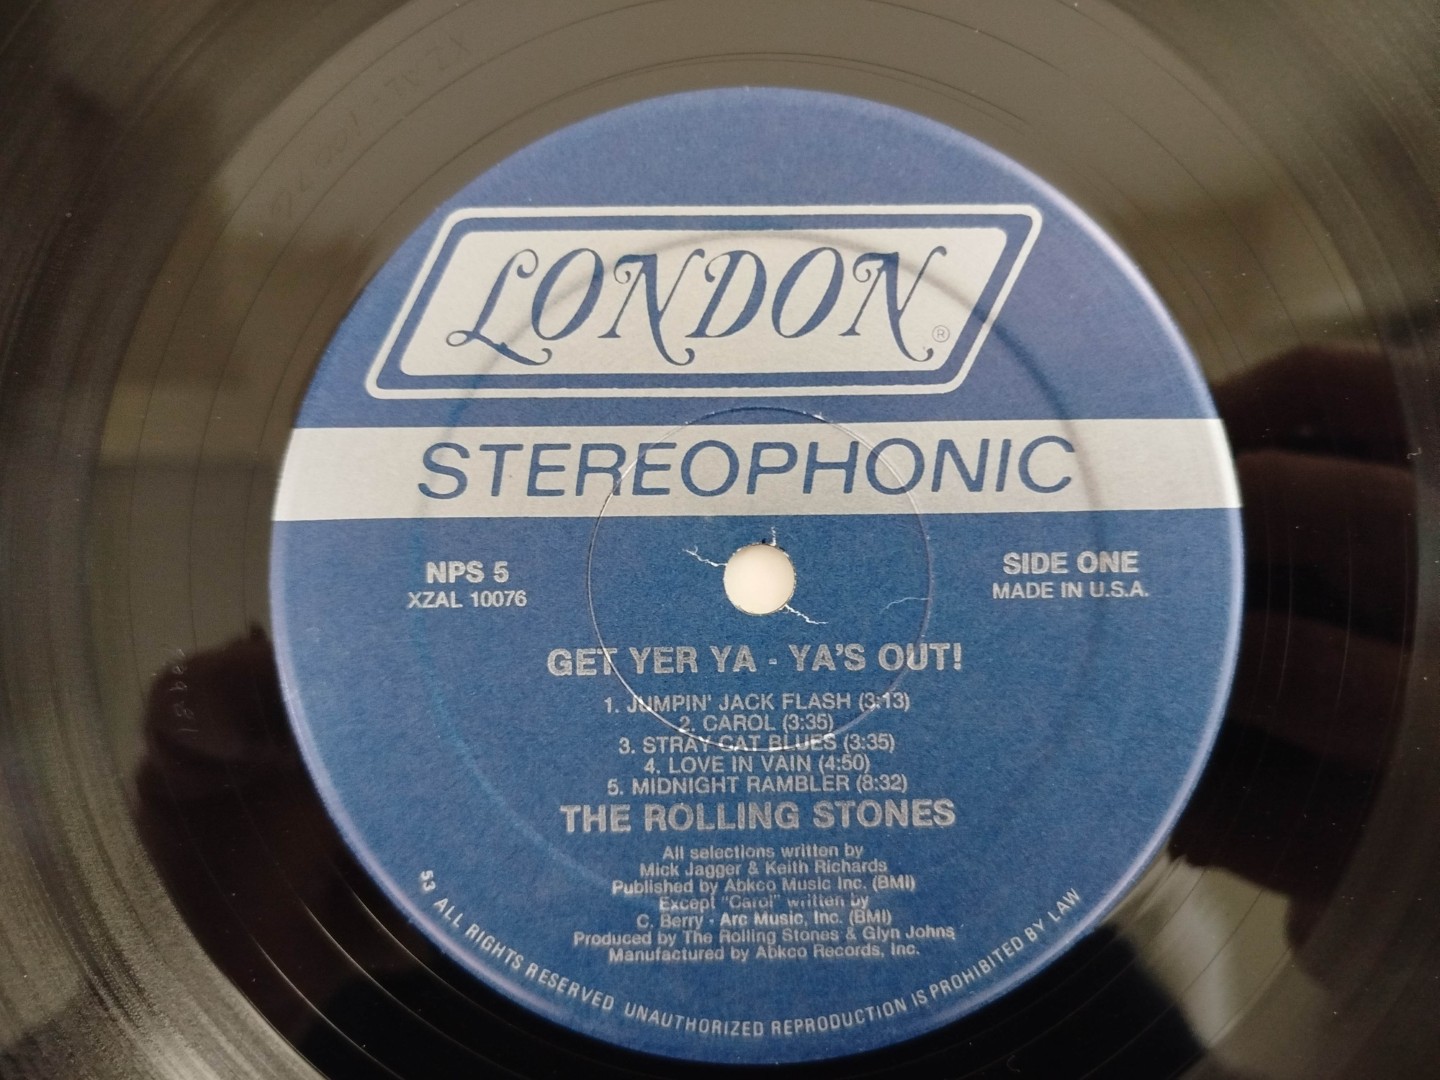 LONDON®
STEREOPHONIC
NPS 5
XZAL 10076
SIDE ONE
MADE IN U.S.A.
GET YER YA - YA'S OUT!
1. JUMPIN' JACK FLASH (3:13)
2. CAROL (3:35)
3. STRAY CAT BLUES (3:35)
4. LOVE IN VAIN (4:50)
5. MIDNIGHT RAMBLER (8:32)
THE ROLLING STONES
All selections written by
Mick Jagger & Keith Richards
Published by Abkco Music Inc. (BMI)
Except "Carol" written by
C. Berry - Arc Music, Inc. (BMI)
Produced by The Rolling Stones & Glyn Johns
Manufactured by Abkco Records, Inc.
53 ALL RIGHTS RESERVED UNAUTHORIZED REPRODUCTION IS PROHIBITED BY LAW